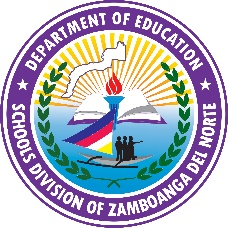 DEPARTMENT OF EDUCATION
SCHOOLS DIVISION OF ZAMBOANGA DEL NORTE